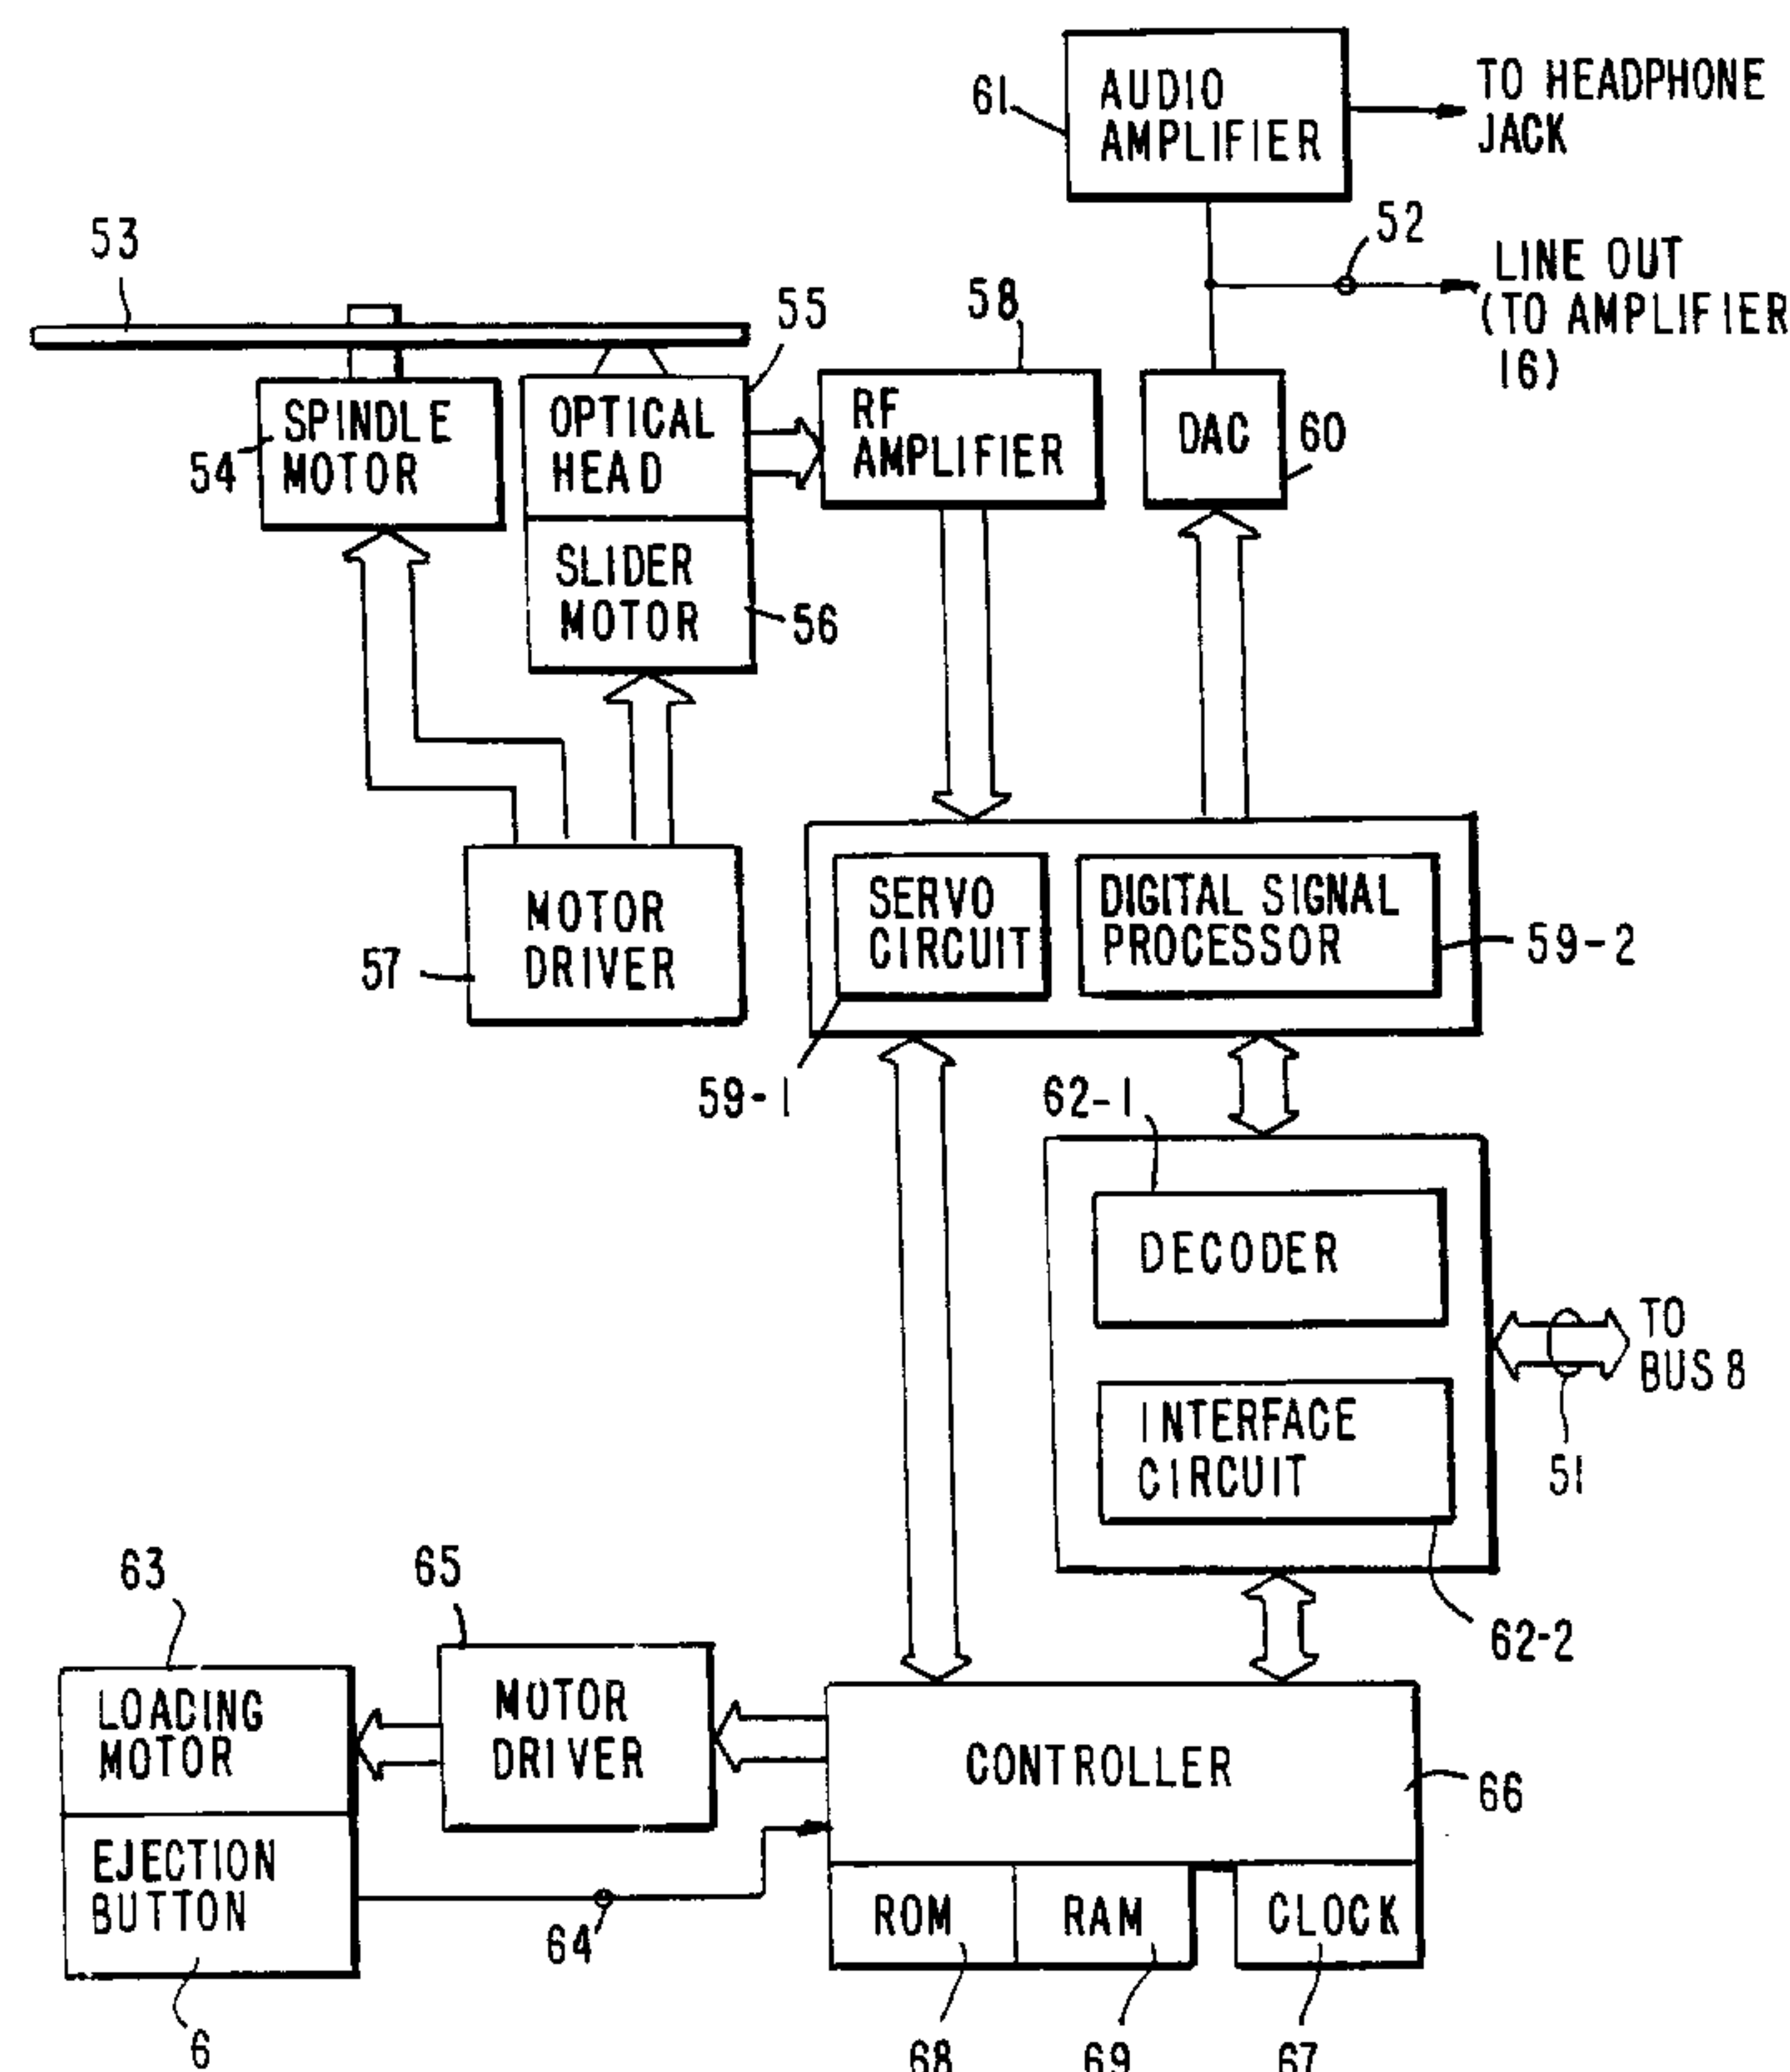 61
AUDIO
AMPLIFIER
TO HEADPHONE
JACK
52
LINE OUT
(TO AMPLIFIER
16)
53
55
58
SPINDLE
MOTOR
54
OPTICAL
HEAD
RF
AMPLIFIER
DAC
60
SLIDER
MOTOR
56
MOTOR
DRIVER
57
SERVO
CIRCUIT
DIGITAL SIGNAL
PROCESSOR
59-2
59-1
62-1
DECODER
TO
BUS 8
INTERFACE
CIRCUIT
51
62-2
63
65
LOADING
MOTOR
MOTOR
DRIVER
CONTROLLER
66
EJECTION
BUTTON
64
ROM
RAM
CLOCK
6
68
69
67